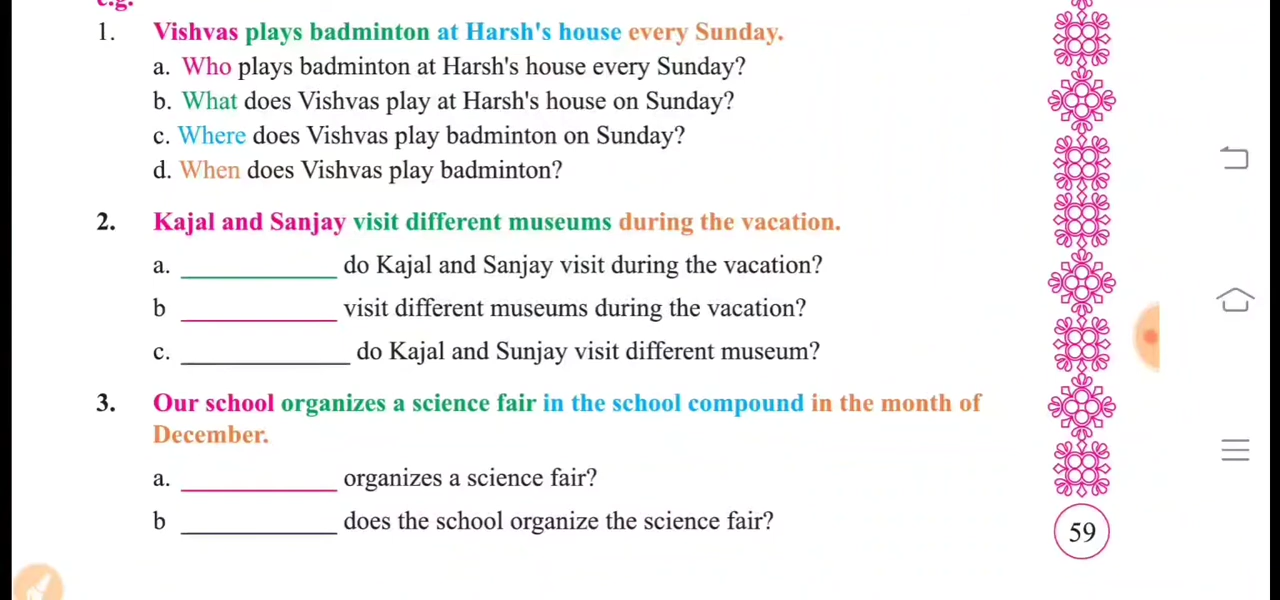 e.g.
1. Vishvas plays badminton at Harsh's house every Sunday.
a. Who plays badminton at Harsh's house every Sunday?
b. What does Vishvas play at Harsh's house on Sunday?
c. Where does Vishvas play badminton on Sunday?
d. When does Vishvas play badminton?
2. Kajal and Sanjay visit different museums during the vacation.
a. ____________ do Kajal and Sanjay visit during the vacation?
b ____________ visit different museums during the vacation?
c. _____________ do Kajal and Sunjay visit different museum?
3. Our school organizes a science fair in the school compound in the month of
December.
a. ____________ organizes a science fair?
b ____________ does the school organize the science fair?
59